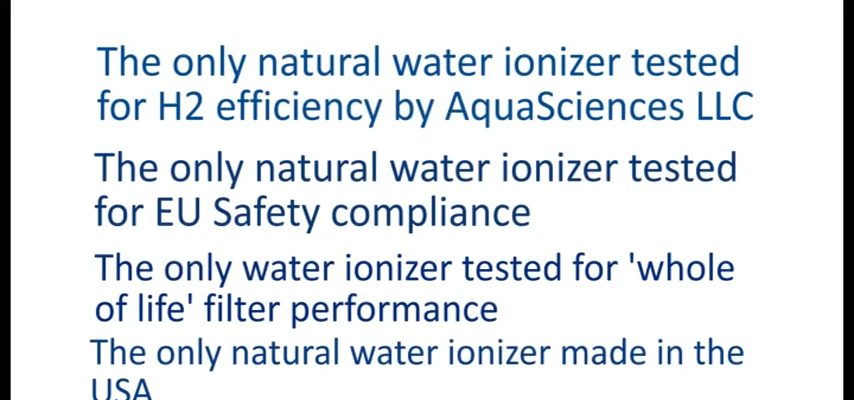 The only natural water ionizer tested
for H2 efficiency by AquaSciences LLC
The only natural water ionizer tested
for EU Safety compliance
The only water ionizer tested for 'whole
of life' filter performance
The only natural water ionizer made in the
USA